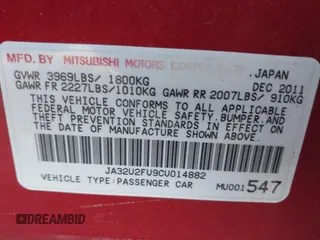 MFD. BY MITSUBISHI MOTORS CORPORATION, JAPAN
GVWR 3969LBS/ 1800KG DEC 2011
GAWR FR 2227LBS/1010KG GAWR RR 2007LBS/ 910KG
THIS VEHICLE CONFORMS TO ALL APPLICABLE
FEDERAL MOTOR VEHICLE SAFETY, BUMPER,
AND THEFT PREVENTION STANDARDS IN EFFECT
ON THE DATE OF MANUFACTURE SHOWN ABOVE.
JA32U2FU9CU014882
VEHICLE TYPE:PASSENGER CAR MU001547
© DREAMBID AUTOBIDCAR